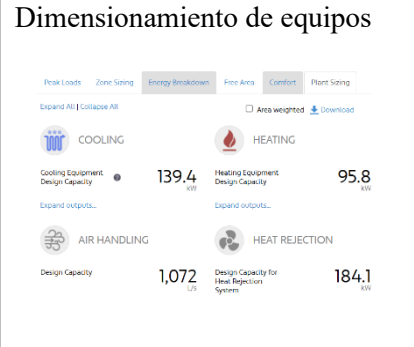 Dimensionamiento de equipos
Peak Loads Zone Sizing Energy Breakdown Free Area Comfort Plant Sizing
Expand All | Collapse All Area weighted Download
COOLING
Cooling Equipment
Design Capacity
139.4
kW
Expand outputs...
HEATING
Heating Equipment
Design Capacity
95.8
kW
Expand outputs...
AIR HANDLING
Design Capacity
1,072
L/s
HEAT REJECTION
Design Capacity for
Heat Rejection
System
184.1
kW